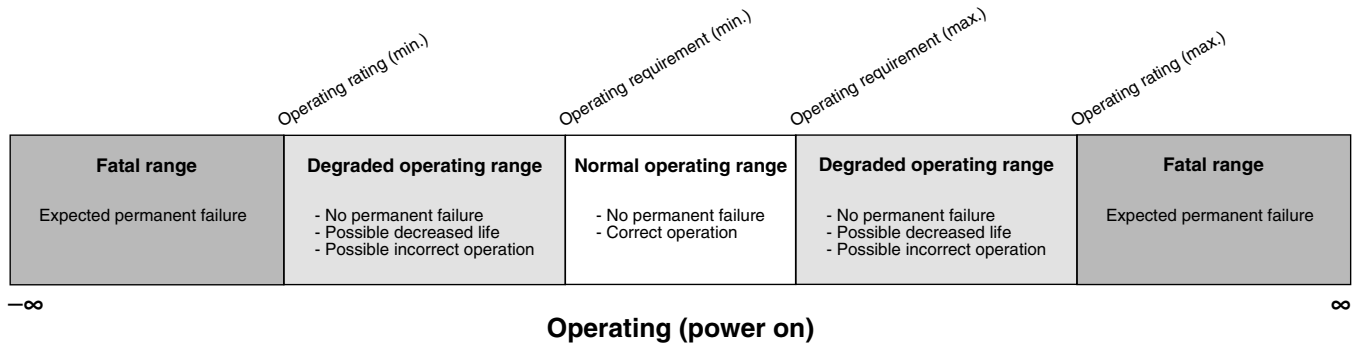 Operating rating (min.)
Operating requirement (min.)
Operating requirement (max.)
Operating rating (max.)
Fatal range
Expected permanent failure
Degraded operating range
- No permanent failure
- Possible decreased life
- Possible incorrect operation
Normal operating range
- No permanent failure
- Correct operation
Degraded operating range
- No permanent failure
- Possible decreased life
- Possible incorrect operation
Fatal range
Expected permanent failure
–∞
∞
Operating (power on)